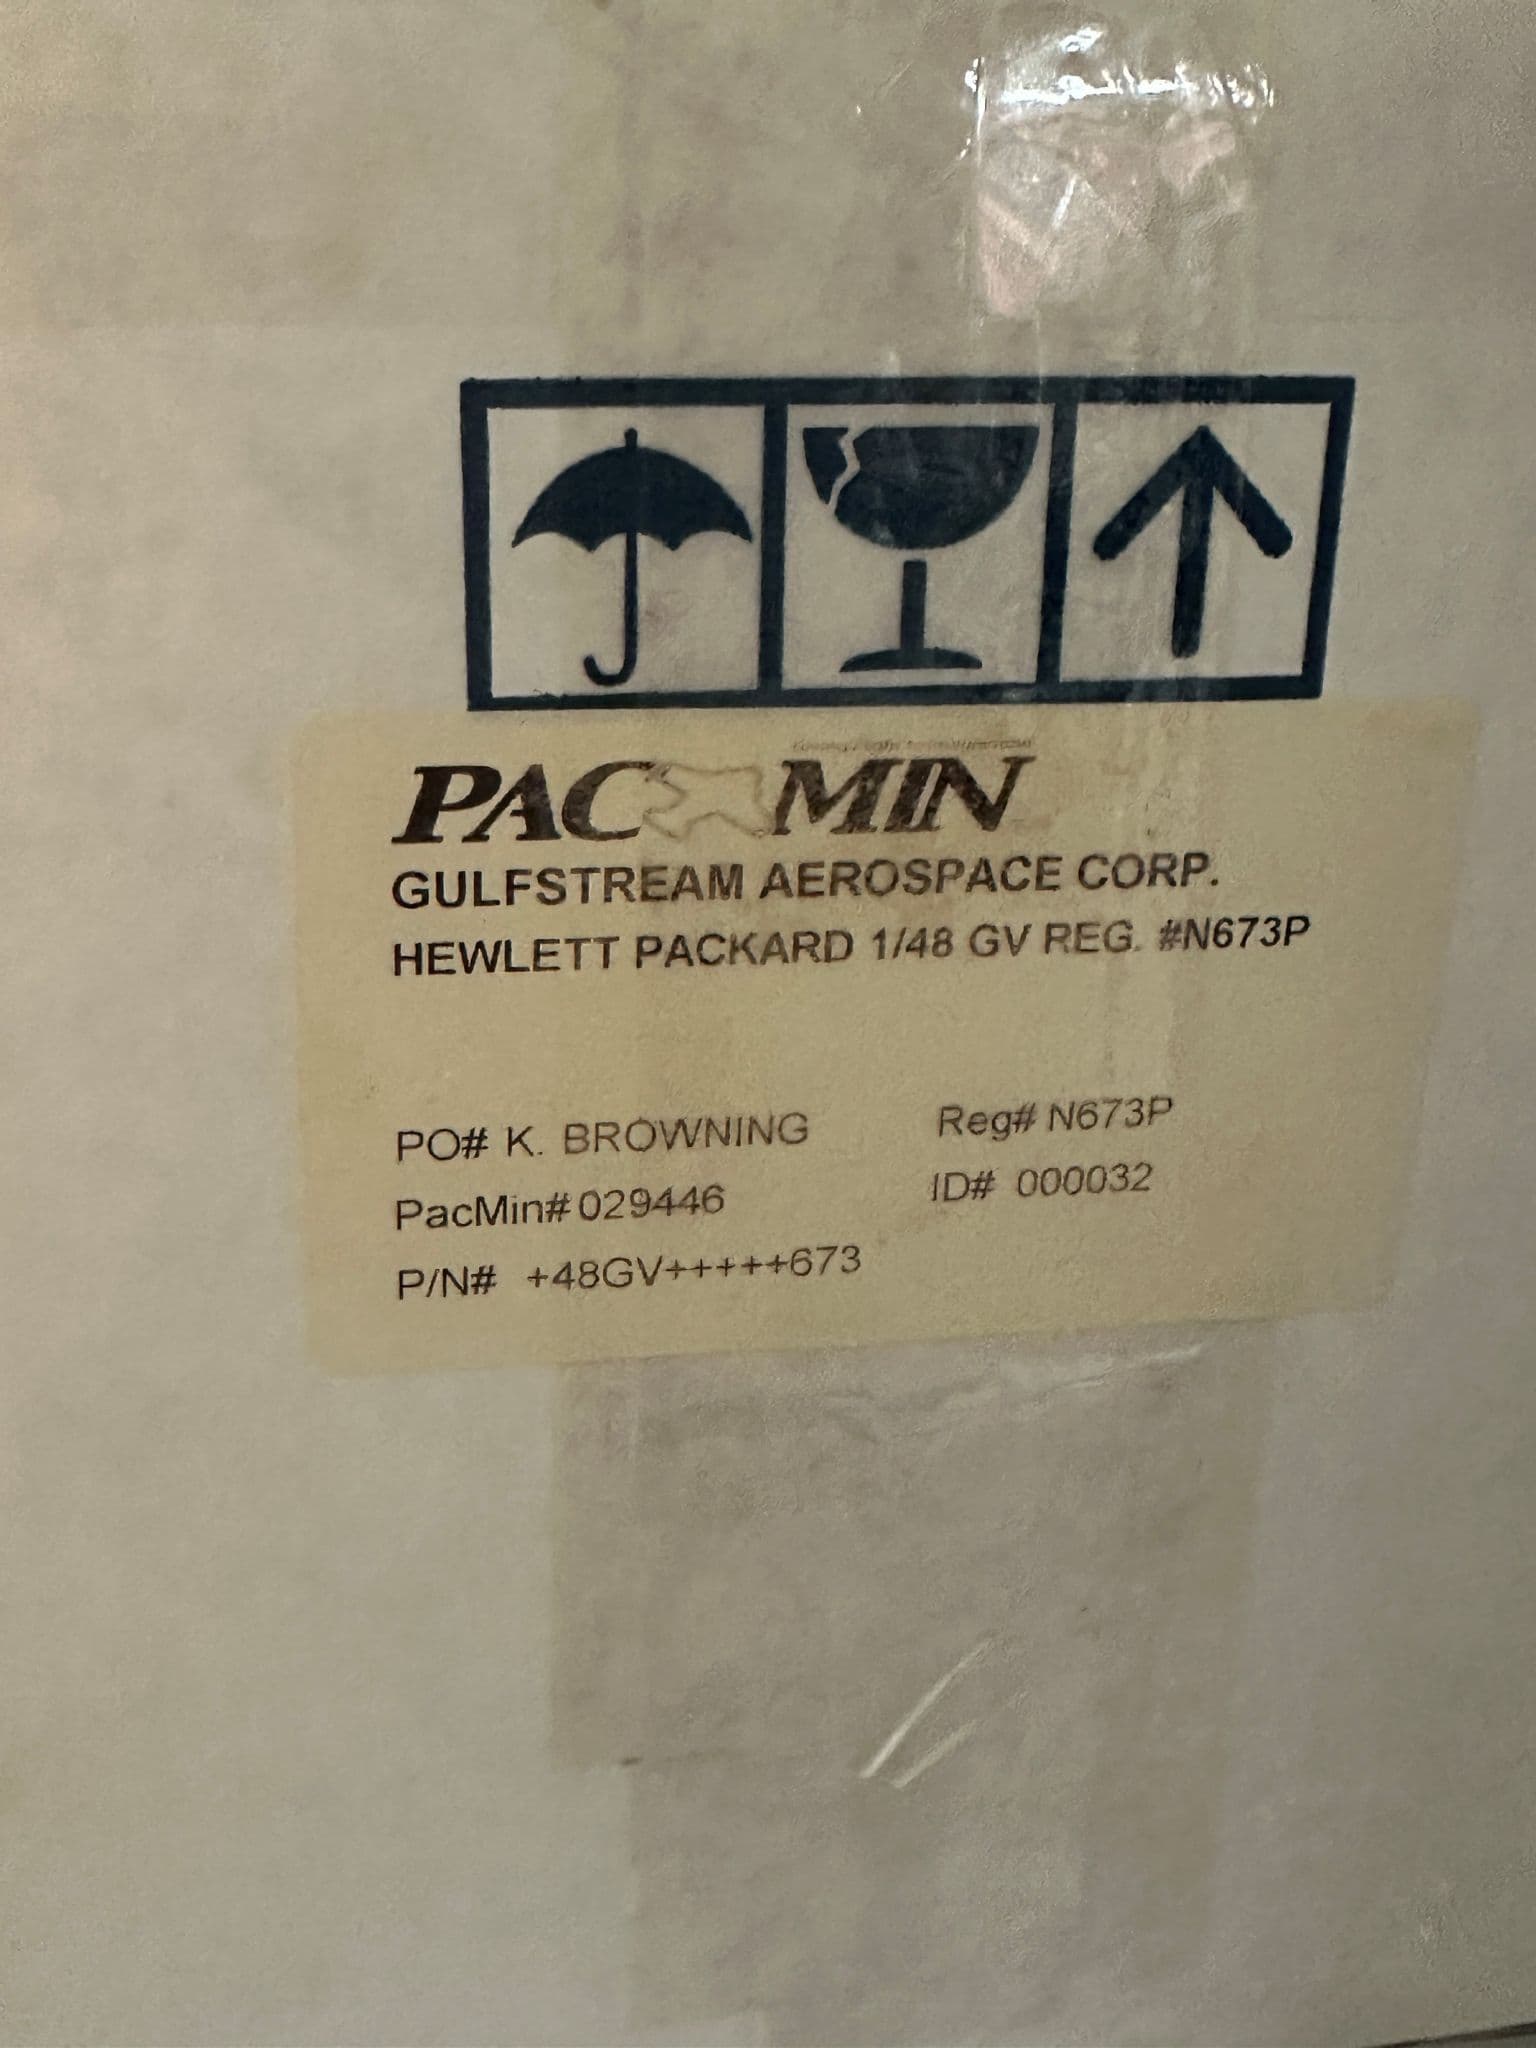 PAC MIN
GULFSTREAM AEROSPACE CORP.
HEWLETT PACKARD 1/48 GV REG. #N673P
PO# K. BROWNING Reg# N673P
PacMin# 029446 ID# 000032
P/N# +48GV+++++673